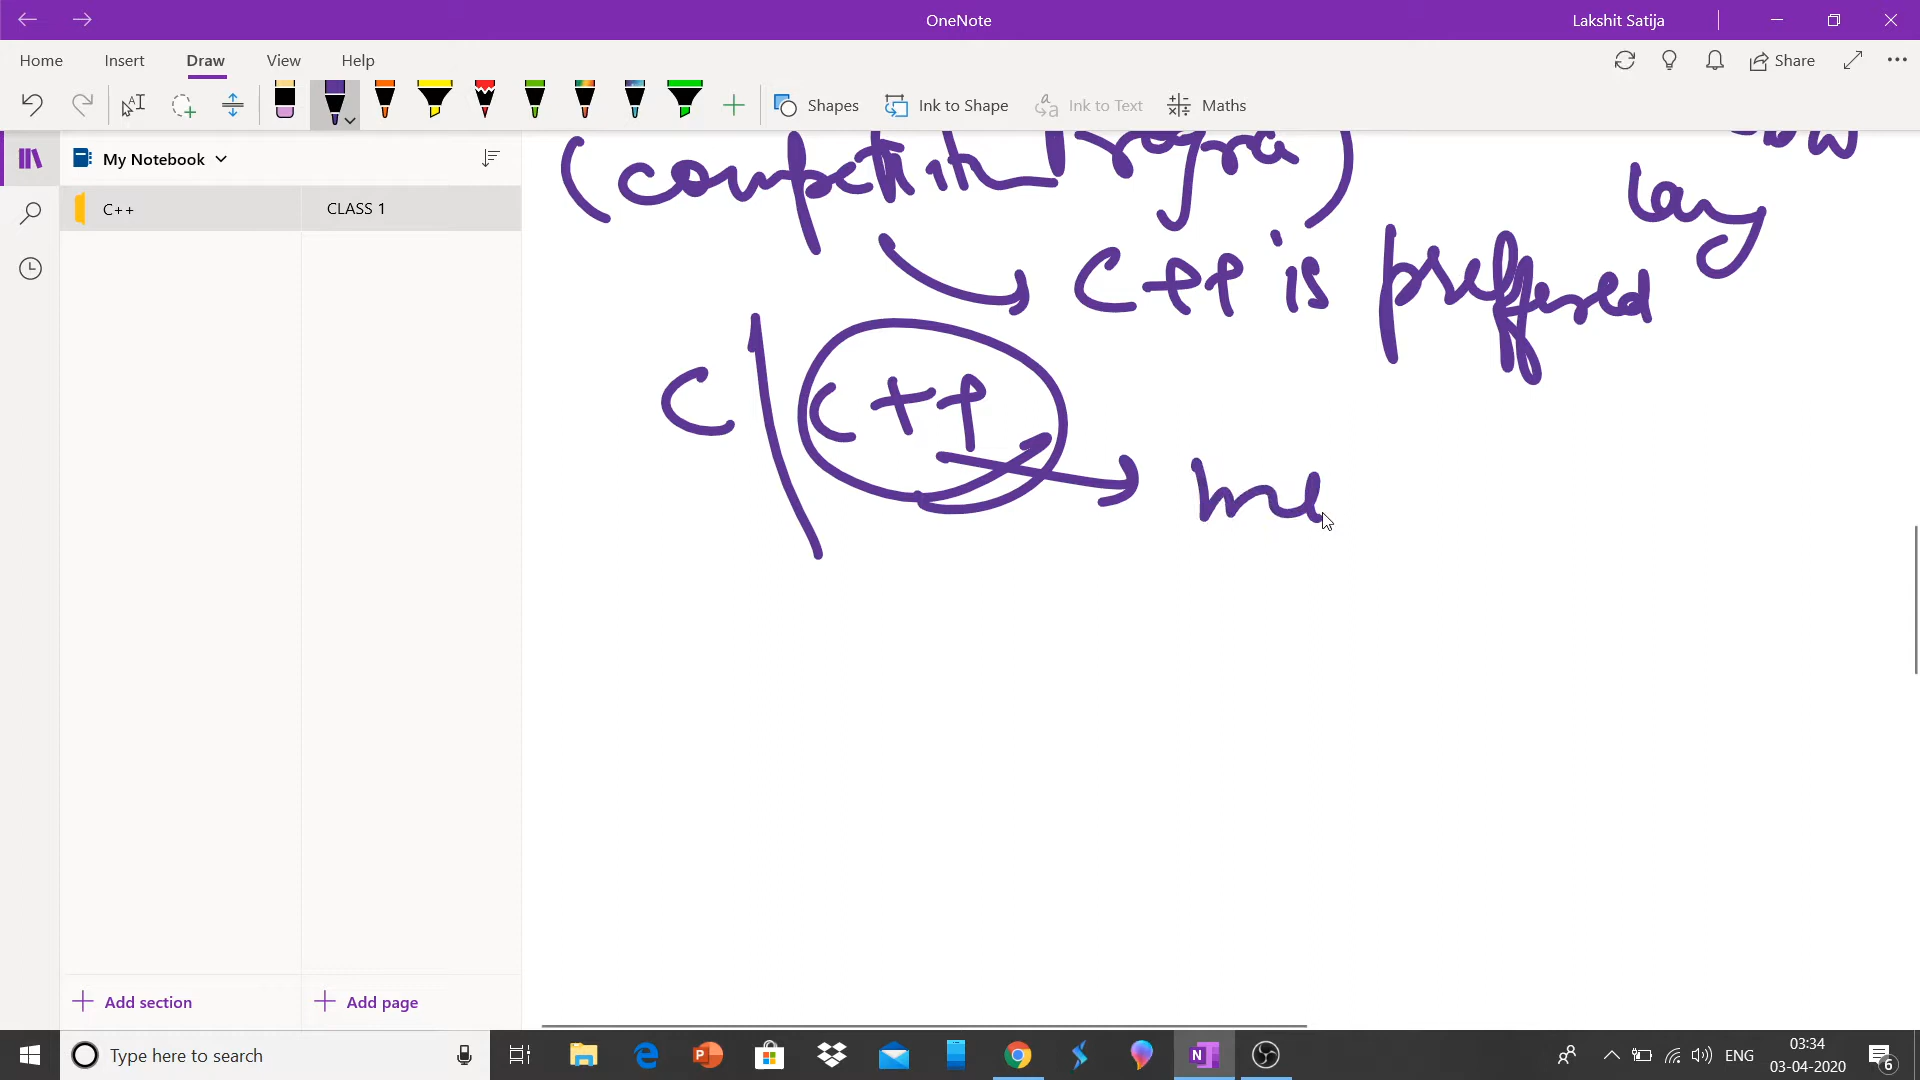 OneNote
Lakshit Satija
Home Insert Draw View Help
Share
Shapes Ink to Shape Ink to Text Maths
My Notebook
C++ CLASS 1
lang
C++ is preffered
C C++
me
Add section Add page
Type here to search
ENG
03:34
03-04-2020
6